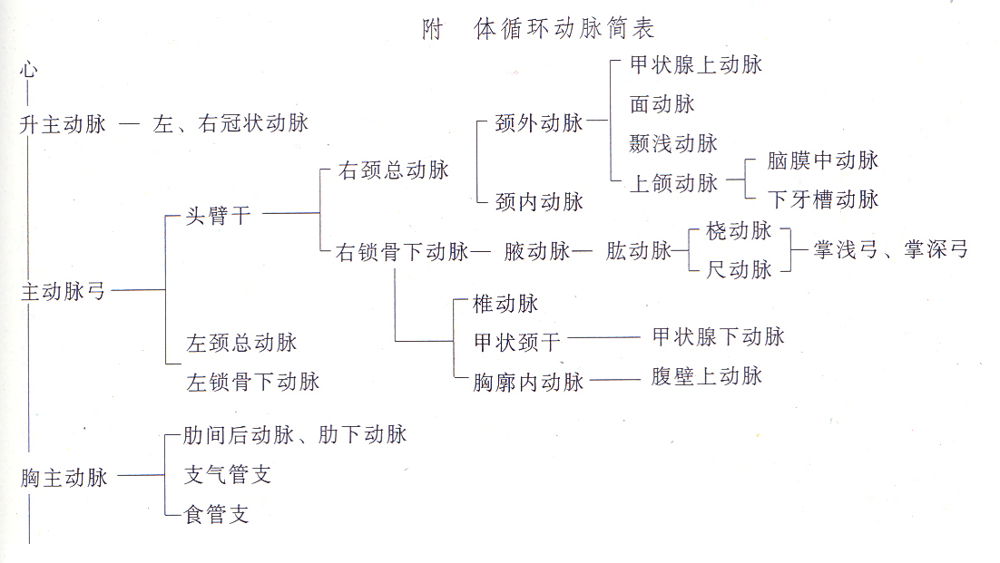 附 体循环动脉简表
心
升主动脉 — 左、右冠状动脉
主动脉弓
头臂干
右颈总动脉
颈外动脉
甲状腺上动脉
面动脉
颞浅动脉
上颌动脉
脑膜中动脉
下牙槽动脉
颈内动脉
右锁骨下动脉 — 腋动脉 — 肱动脉
桡动脉
尺动脉
掌浅弓、掌深弓
椎动脉
甲状颈干
甲状腺下动脉
胸廓内动脉
腹壁上动脉
左颈总动脉
左锁骨下动脉
胸主动脉
肋间后动脉、肋下动脉
支气管支
食管支